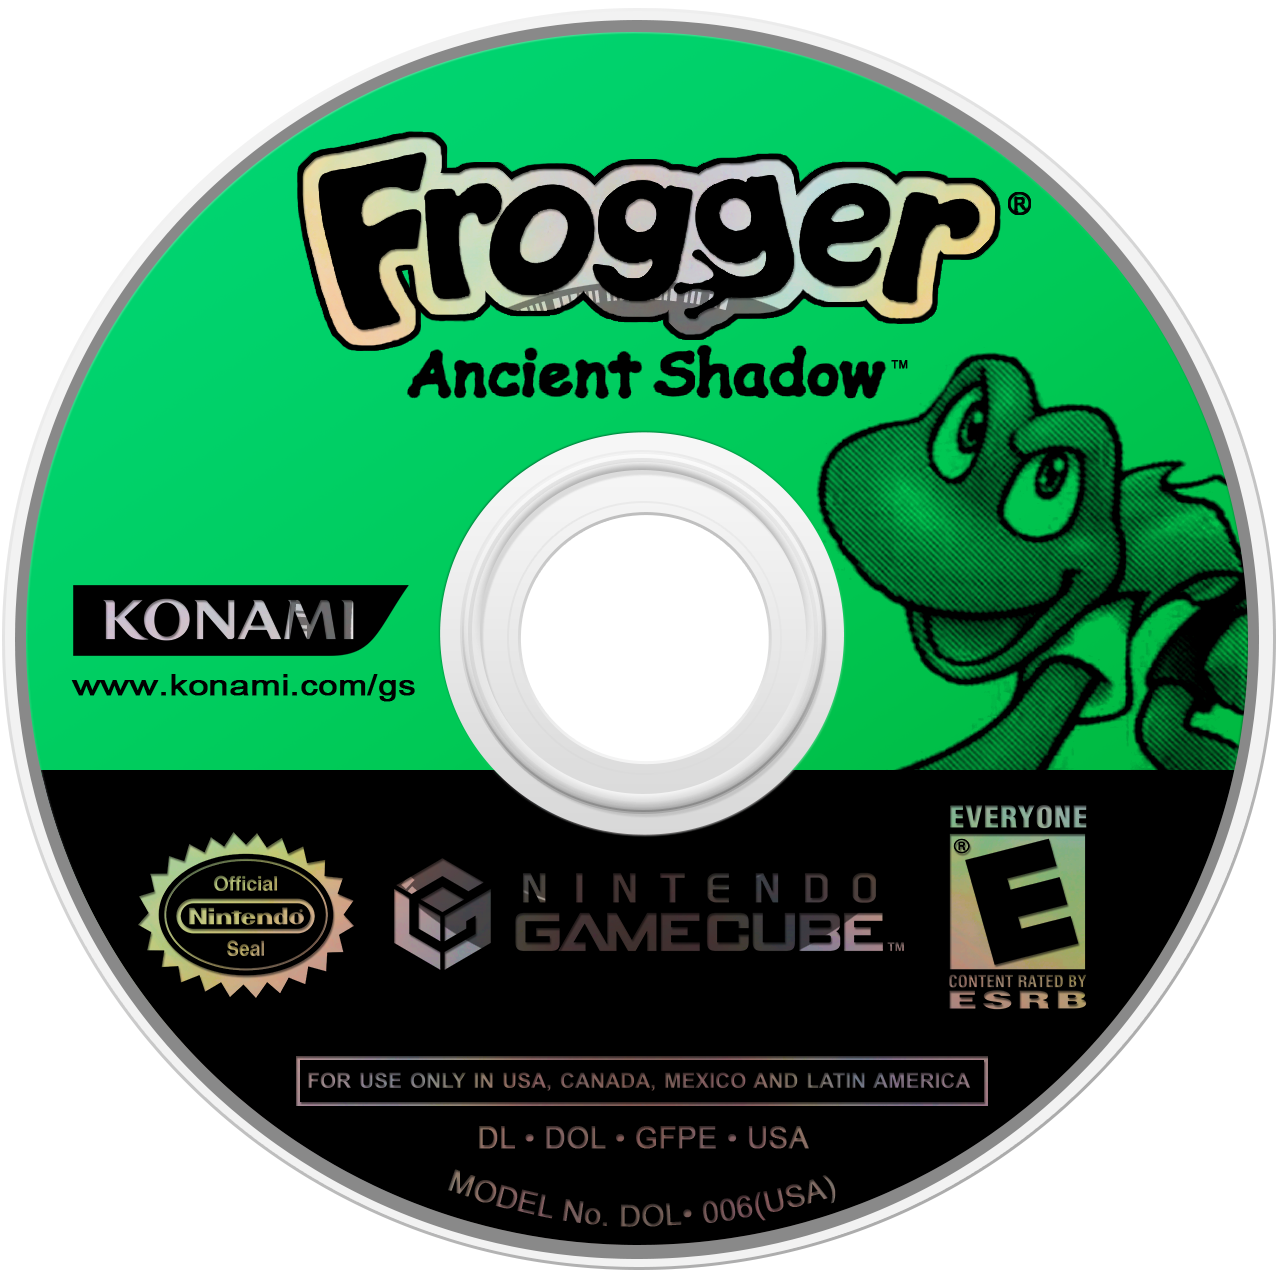 Frogger®
Ancient Shadow™
KONAMI
www.konami.com/gs
EVERYONE
E®
CONTENT RATED BY
ESRB
Official
Nintendo®
Seal
NINTENDO
GAMECUBE™
FOR USE ONLY IN USA, CANADA, MEXICO AND LATIN AMERICA
DL • DOL • GFPE • USA
MODEL No. DOL• 006(USA)